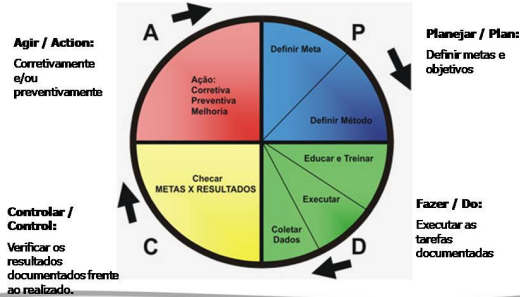 Agir / Action:
Corretivamente
e/ou
preventivamente
A
P
Planejar / Plan:
Definir metas e
objetivos
Definir Meta
Definir Método
Ação:
Corretiva
Preventiva
Melhoria
Educar e Treinar
Executar
Coletar
Dados
Checar
METAS X RESULTADOS
Controlar /
Control:
Verificar os
resultados
documentados frente
ao realizado.
C
D
Fazer / Do:
Executar as
tarefas
documentadas